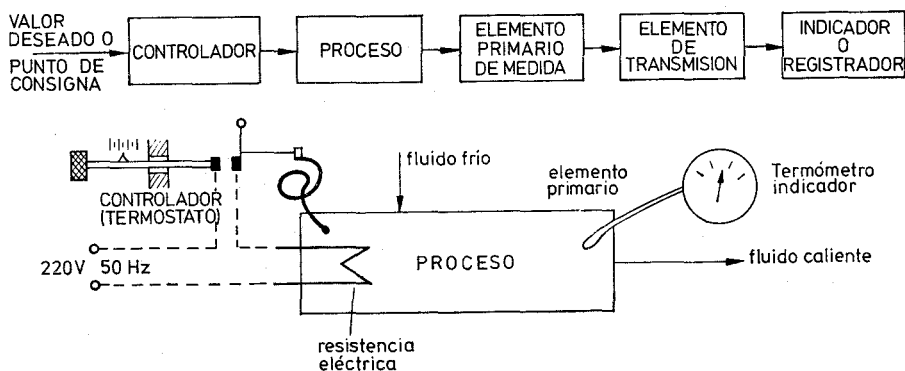 VALOR
DESEADO O
PUNTO DE
CONSIGNA
CONTROLADOR
PROCESO
ELEMENTO
PRIMARIO
DE MEDIDA
ELEMENTO
DE
TRANSMISION
INDICADOR
O
REGISTRADOR
CONTROLADOR
(TERMOSTATO)
fluido frío
elemento
primario
Termómetro
indicador
220V 50 Hz
PROCESO
fluido caliente
resistencia
eléctrica